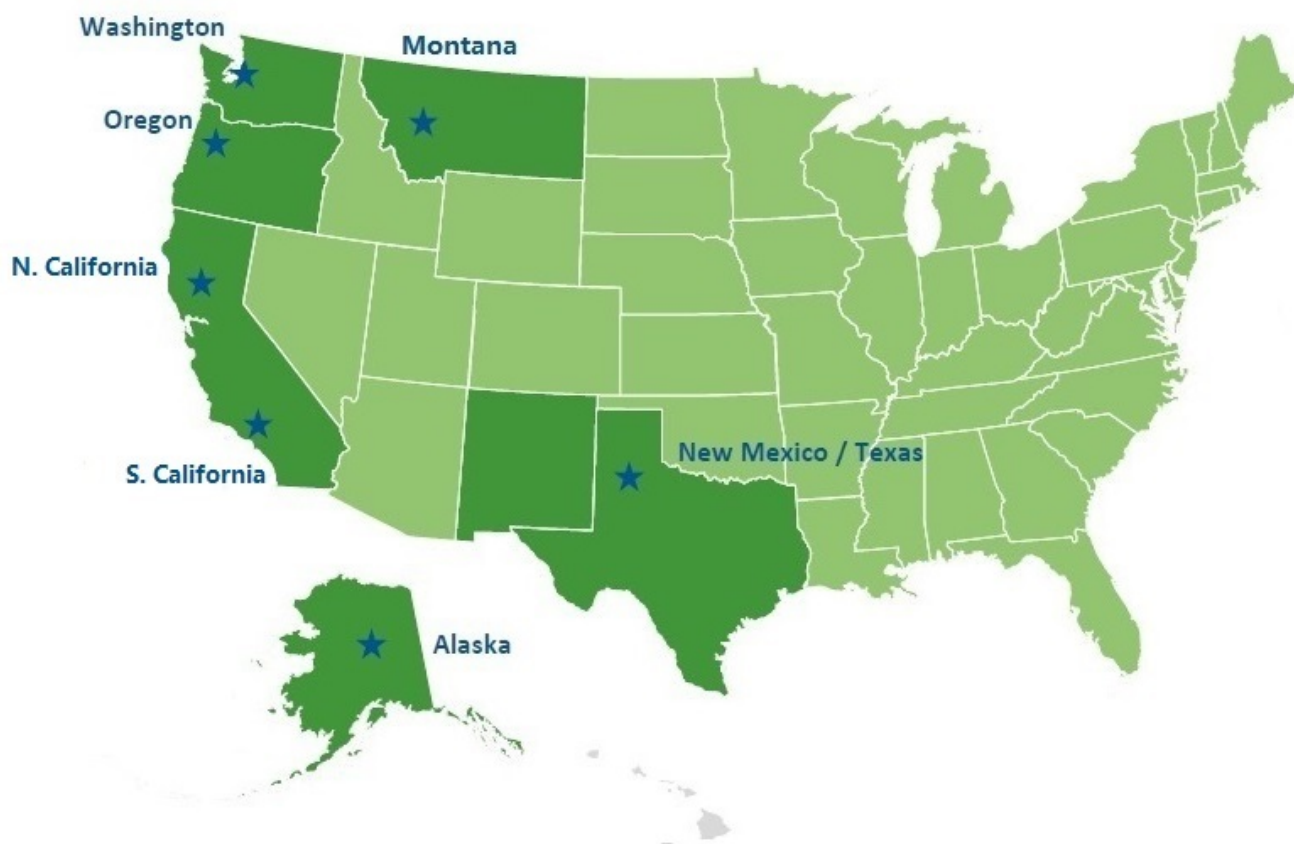 Washington
Montana
Oregon
N. California
New Mexico / Texas
S. California
Alaska